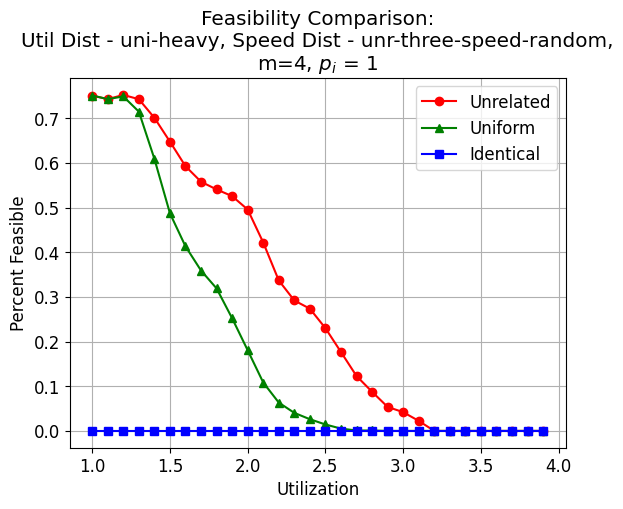 Feasibility Comparison:
Util Dist - uni-heavy, Speed Dist - unr-three-speed-random,
m=4, pᵢ = 1
Unrelated
Uniform
Identical
Percent Feasible
0.7
0.6
0.5
0.4
0.3
0.2
0.1
0.0
1.0 1.5 2.0 2.5 3.0 3.5 4.0
Utilization